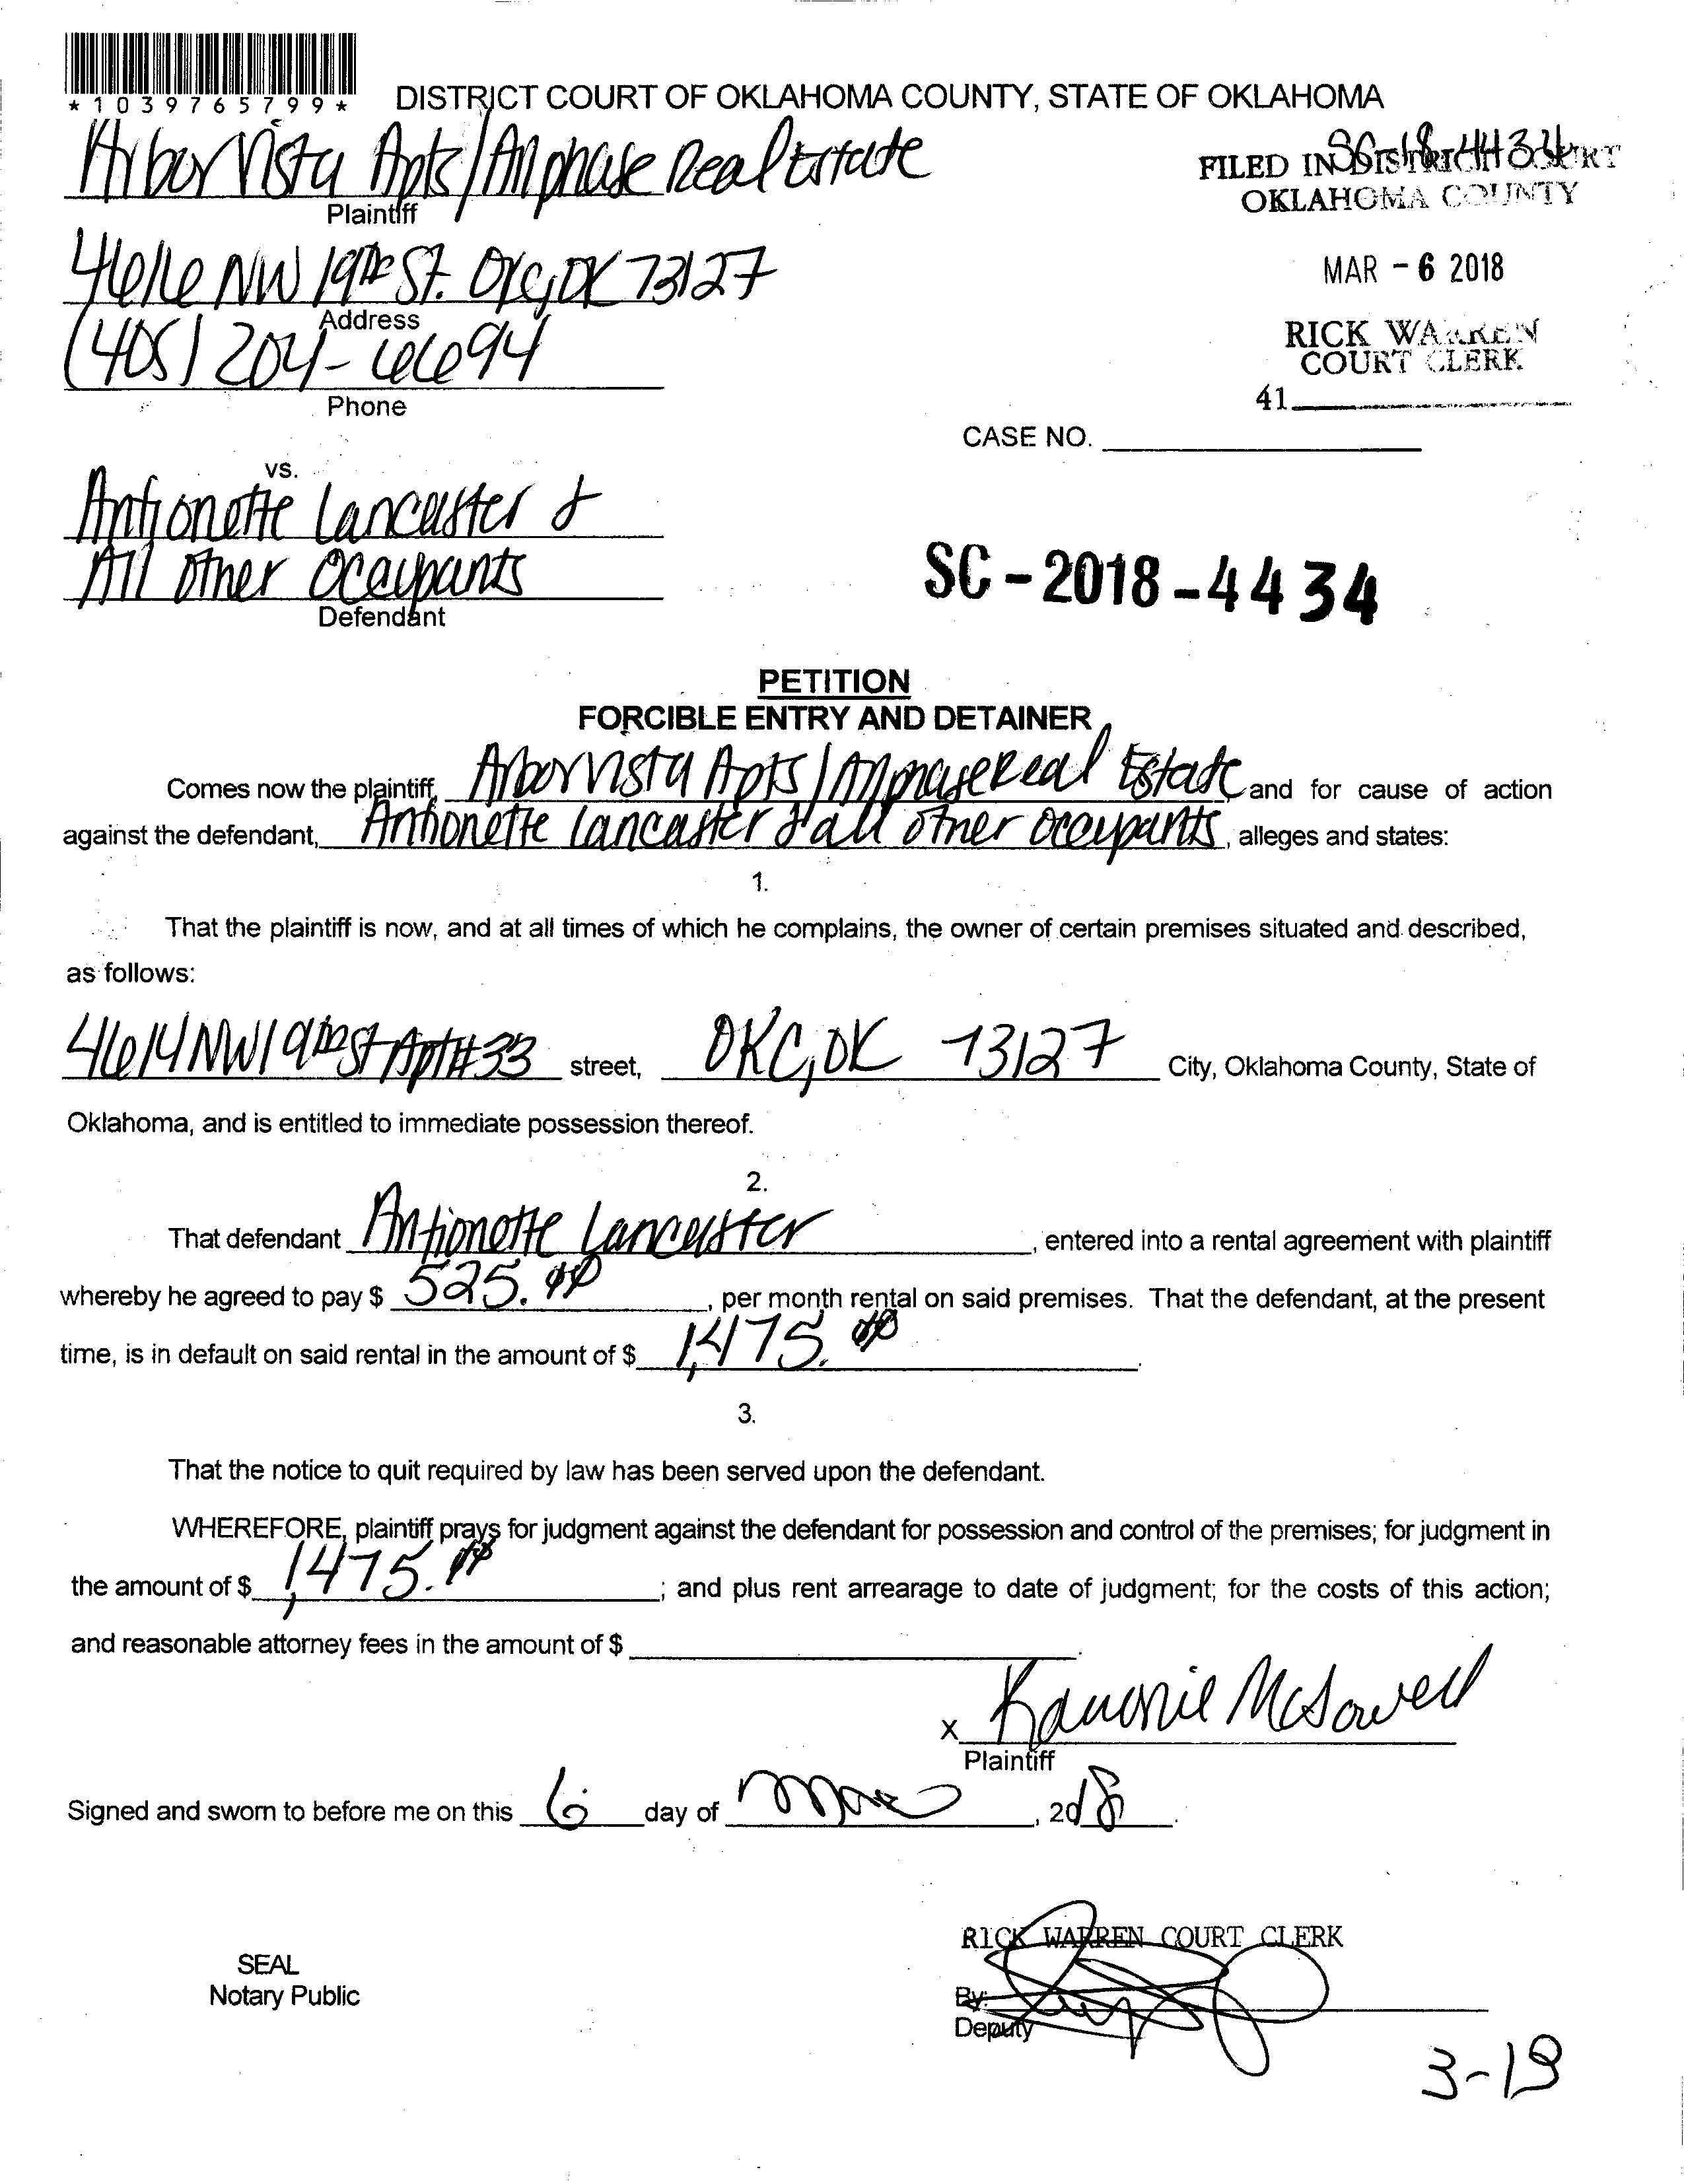 *1039765799*
DISTRICT COURT OF OKLAHOMA COUNTY, STATE OF OKLAHOMA
Arbor Vista Apts/Allphase Real Estate
Plaintiff
SC-18-4434
FILED IN DISTRICT COURT
OKLAHOMA COUNTY
4616 NW 19th St. OKC, OK 73127
Address
MAR - 6 2018
(405) 204-6694
Phone
RICK WARREN
COURT CLERK
41
CASE NO.
vs.
Antionette Lancaster &
All other Occupants
Defendant
SC-2018-4434
PETITION
FORCIBLE ENTRY AND DETAINER
Comes now the plaintiff, Arbor Vista Apts/Allphase Real Estate and for cause of action
against the defendant, Antionette Lancaster & all other occupants, alleges and states:
1.
That the plaintiff is now, and at all times of which he complains, the owner of certain premises situated and described,
as follows:
4614 NW 19th St Apt #33 street, OKC, OK 73127 City, Oklahoma County, State of
Oklahoma, and is entitled to immediate possession thereof.
2.
That defendant Antionette Lancaster, entered into a rental agreement with plaintiff
whereby he agreed to pay $ 525.00, per month rental on said premises. That the defendant, at the present
time, is in default on said rental in the amount of $ 1,475.00.
3.
That the notice to quit required by law has been served upon the defendant.
WHEREFORE, plaintiff prays for judgment against the defendant for possession and control of the premises; for judgment in
the amount of $ 1,475.00; and plus rent arrearage to date of judgment; for the costs of this action;
and reasonable attorney fees in the amount of $ .
x McDowell
Plaintiff
Signed and sworn to before me on this 6 day of Mar, 2018.
RICK WARREN COURT CLERK
SEAL
Notary Public
By:
Deputy
3-19